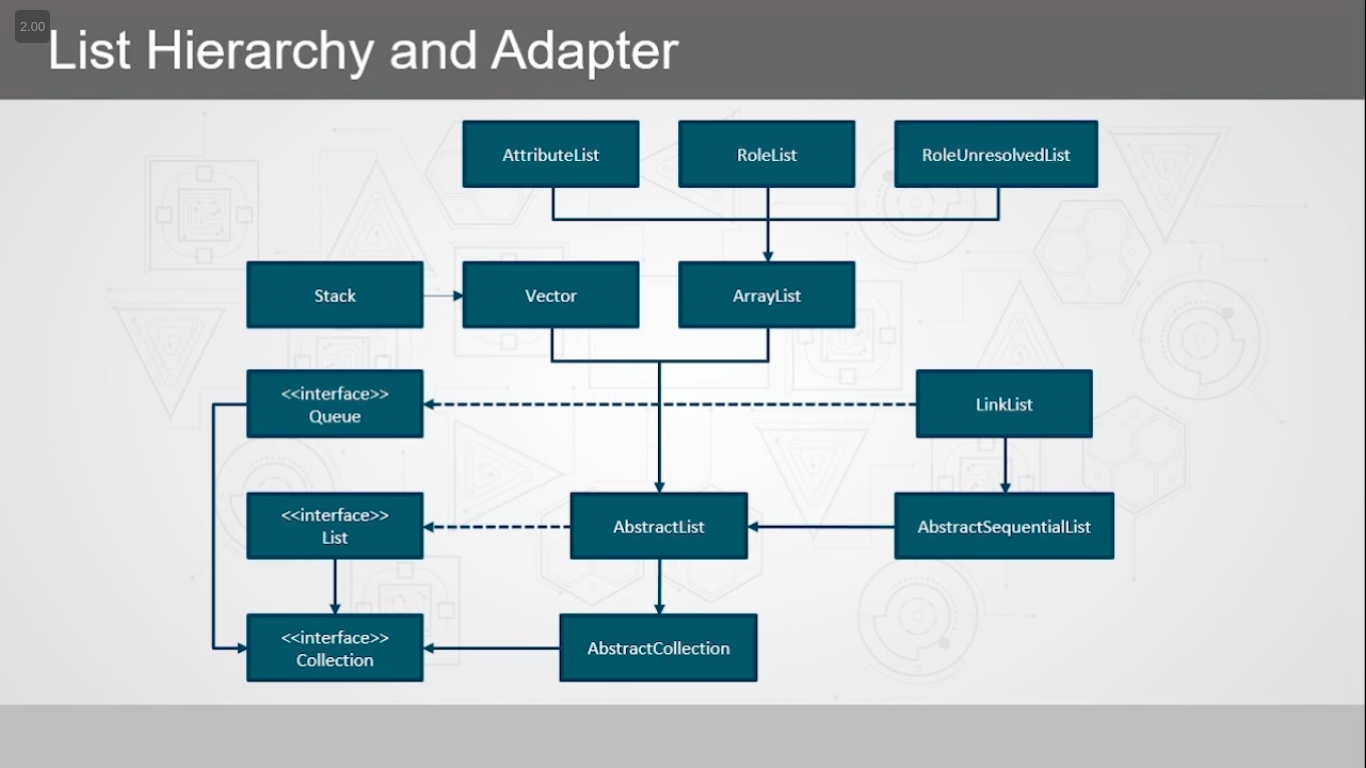 2.00
List Hierarchy and Adapter
AttributeList
RoleList
RoleUnresolvedList
Stack
Vector
ArrayList
<<interface>>
Queue
LinkList
<<interface>>
List
AbstractList
AbstractSequentialList
<<interface>>
Collection
AbstractCollection